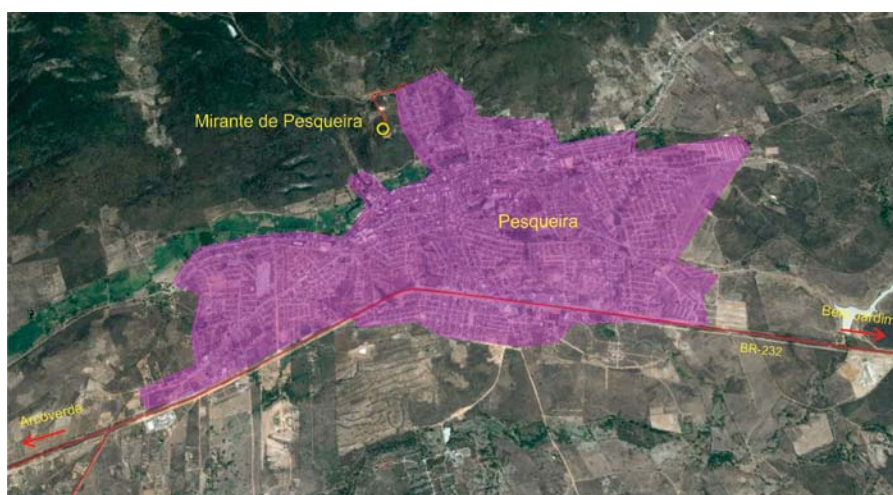 Mirante de Pesqueira
Pesqueira
Belo Jardim
BR-232
Arcoverde